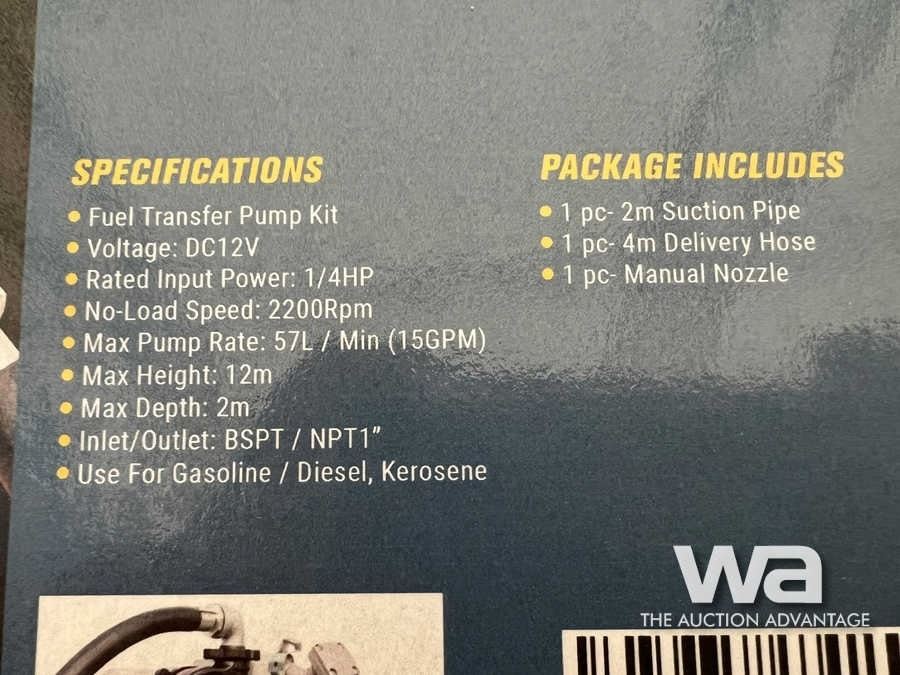 SPECIFICATIONS
• Fuel Transfer Pump Kit
• Voltage: DC12V
• Rated Input Power: 1/4HP
• No-Load Speed: 2200Rpm
• Max Pump Rate: 57L / Min (15GPM)
• Max Height: 12m
• Max Depth: 2m
• Inlet/Outlet: BSPT / NPT1”
• Use For Gasoline / Diesel, Kerosene
PACKAGE INCLUDES
• 1 pc- 2m Suction Pipe
• 1 pc- 4m Delivery Hose
• 1 pc- Manual Nozzle
wa
THE AUCTION ADVANTAGE